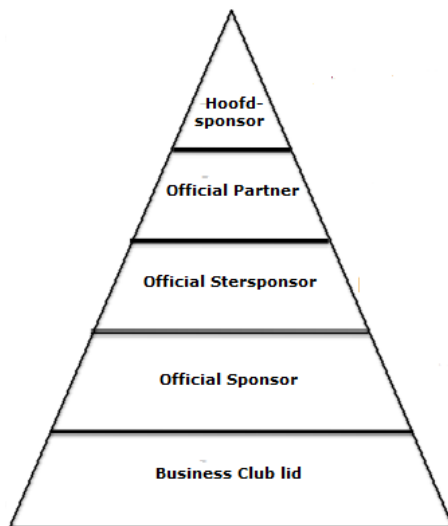 Hoofd-
sponsor
Official Partner
Official Stersponsor
Official Sponsor
Business Club lid